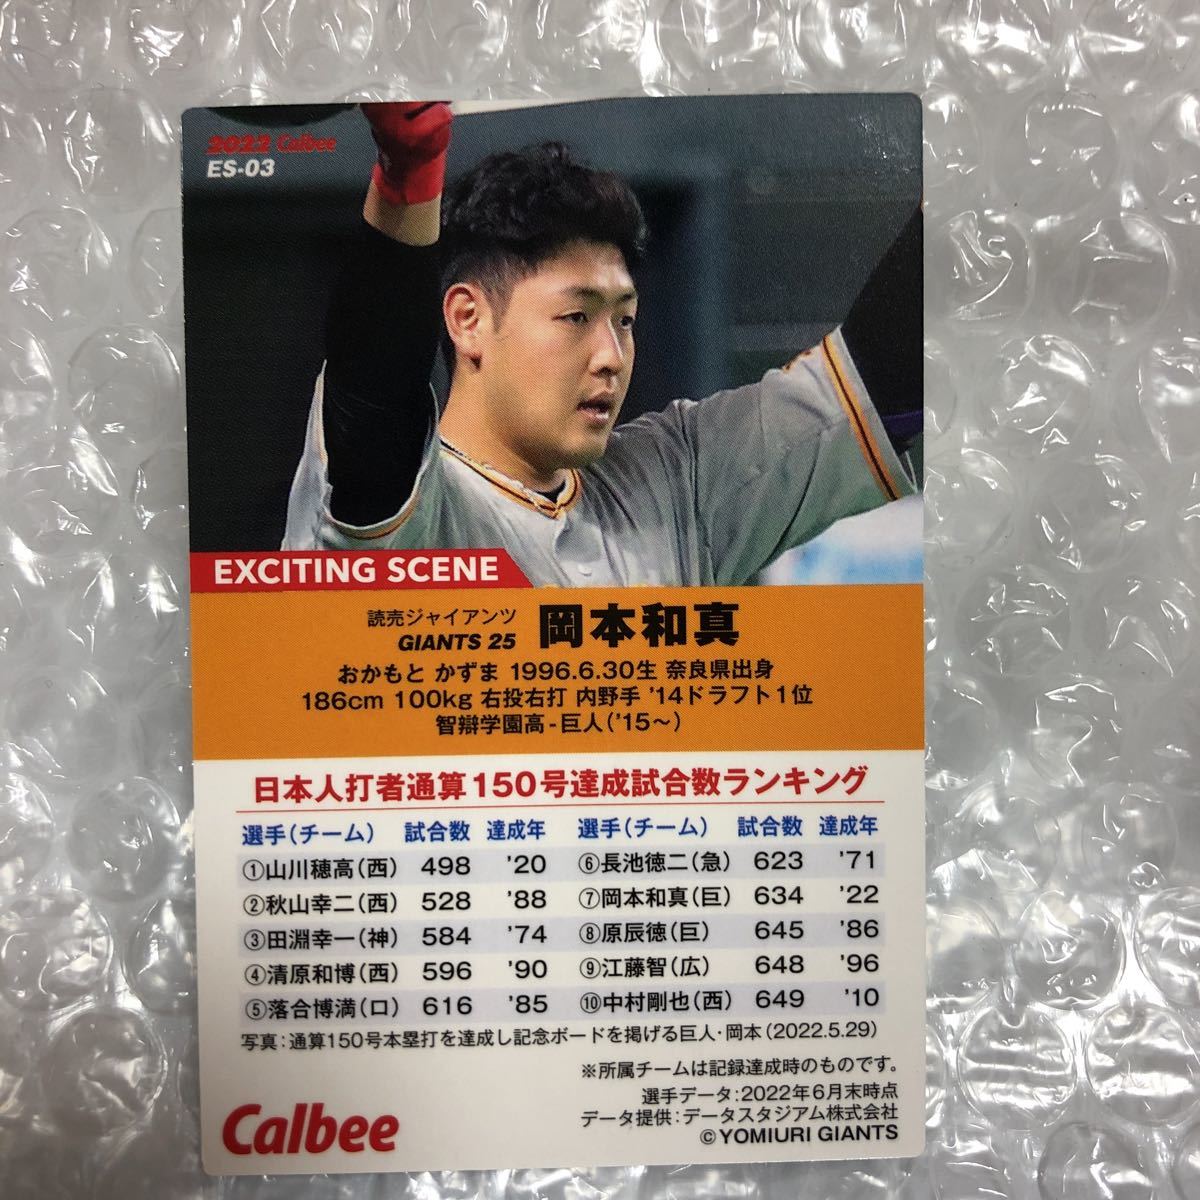 2022 Calbee
ES-03
EXCITING SCENE
読売ジャイアンツ
GIANTS 25 岡本和真
おかもと かずま 1996.6.30生 奈良県出身
186cm 100kg 右投右打 内野手 '14ドラフト1位
智辯学園高-巨人('15～)
日本人打者通算150号達成試合数ランキング
選手(チーム) 試合数 達成年 選手(チーム) 試合数 達成年
①山川穂高(西) 498 '20 ⑥長池徳二(急) 623 '71
②秋山幸二(西) 528 '88 ⑦岡本和真(巨) 634 '22
③田淵幸一(神) 584 '74 ⑧原辰徳(巨) 645 '86
④清原和博(西) 596 '90 ⑨江藤智(広) 648 '96
⑤落合博満(ロ) 616 '85 ⑩中村剛也(西) 649 '10
写真:通算150号本塁打を達成し記念ボードを掲げる巨人・岡本(2022.5.29)
※所属チームは記録達成時のものです。
選手データ:2022年6月末時点
データ提供:データスタジアム株式会社
©YOMIURI GIANTS
Calbee